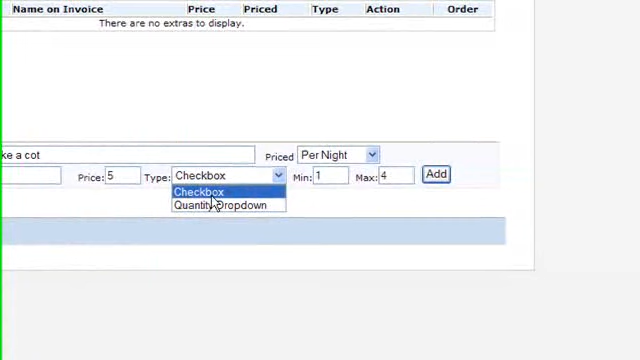 Name on Invoice Price Priced Type Action Order
There are no extras to display.
ke a cot Priced Per Night
Price: 5 Type: Checkbox Min: 1 Max: 4 Add
Checkbox
Quantity Dropdown